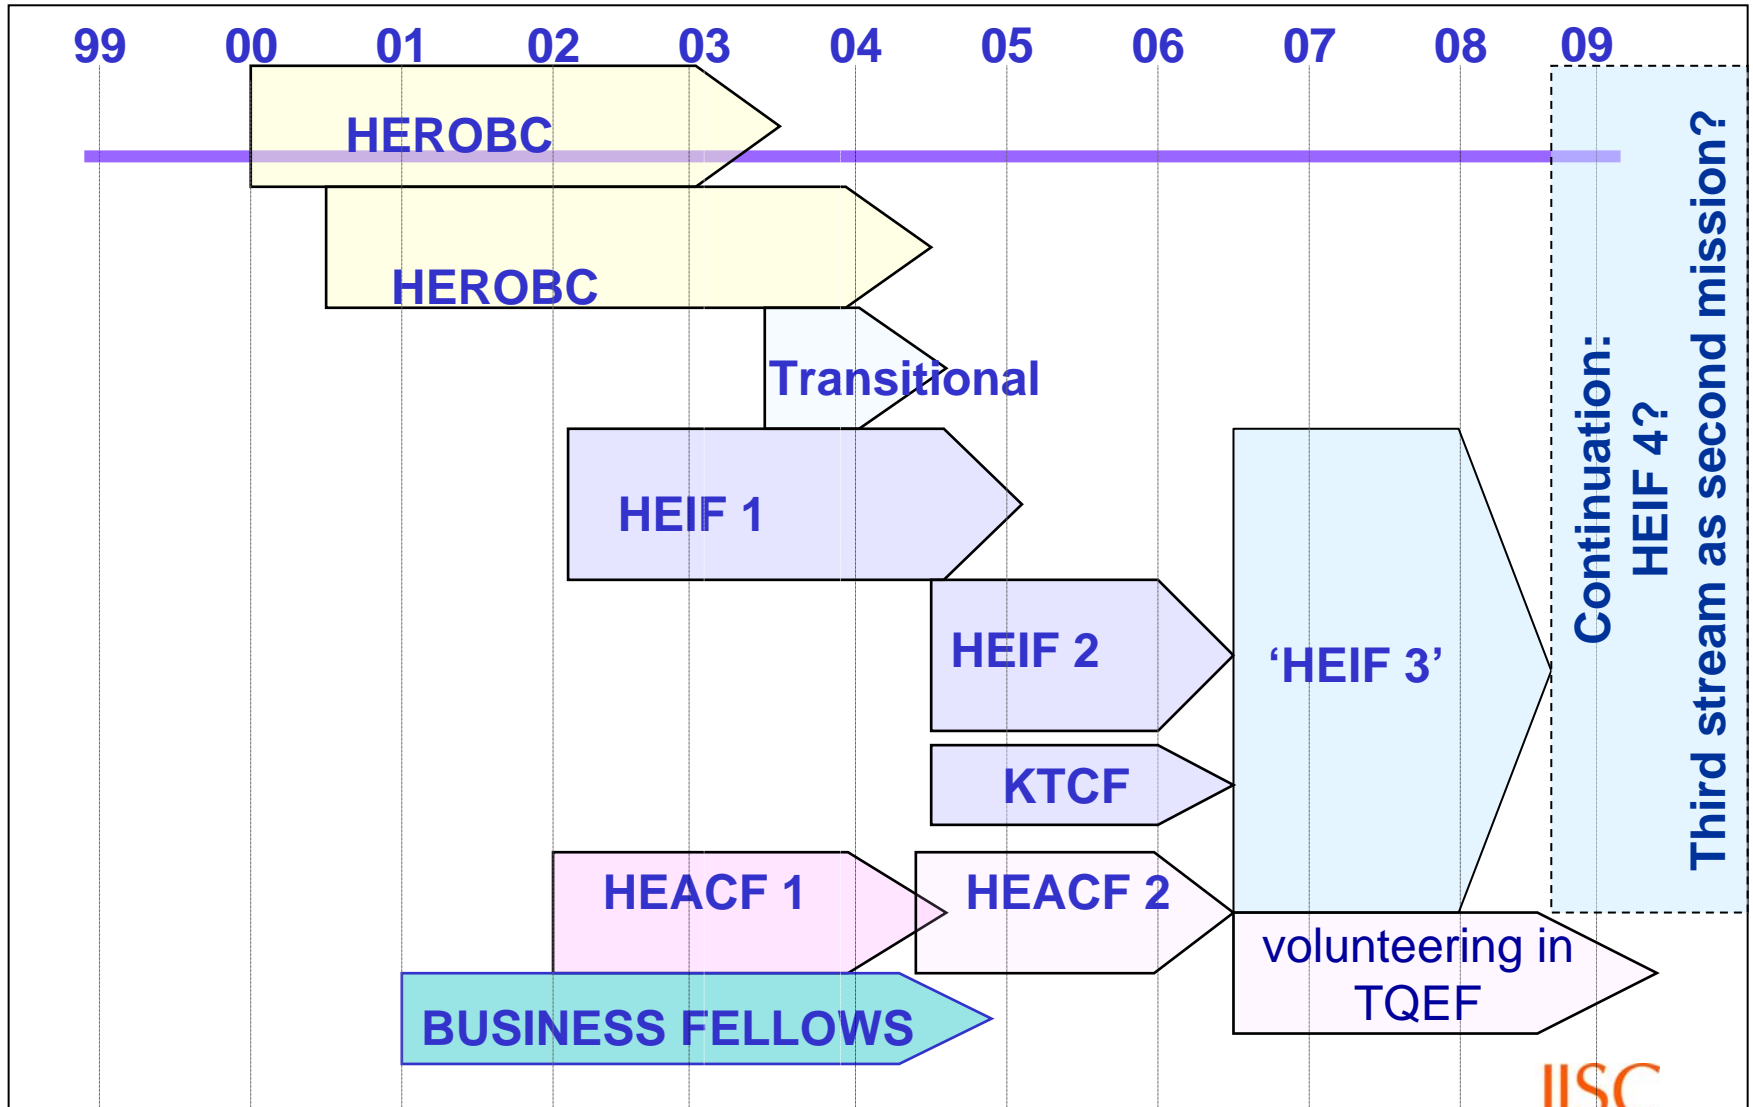 99 00 01 02 03 04 05 06 07 08 09
HEROBC
HEROBC
Transitional
HEIF 1
HEIF 2
‘HEIF 3’
KTCF
HEACF 1
HEACF 2
volunteering in
TQEF
BUSINESS FELLOWS
Continuation:
HEIF 4?
Third stream as second mission?